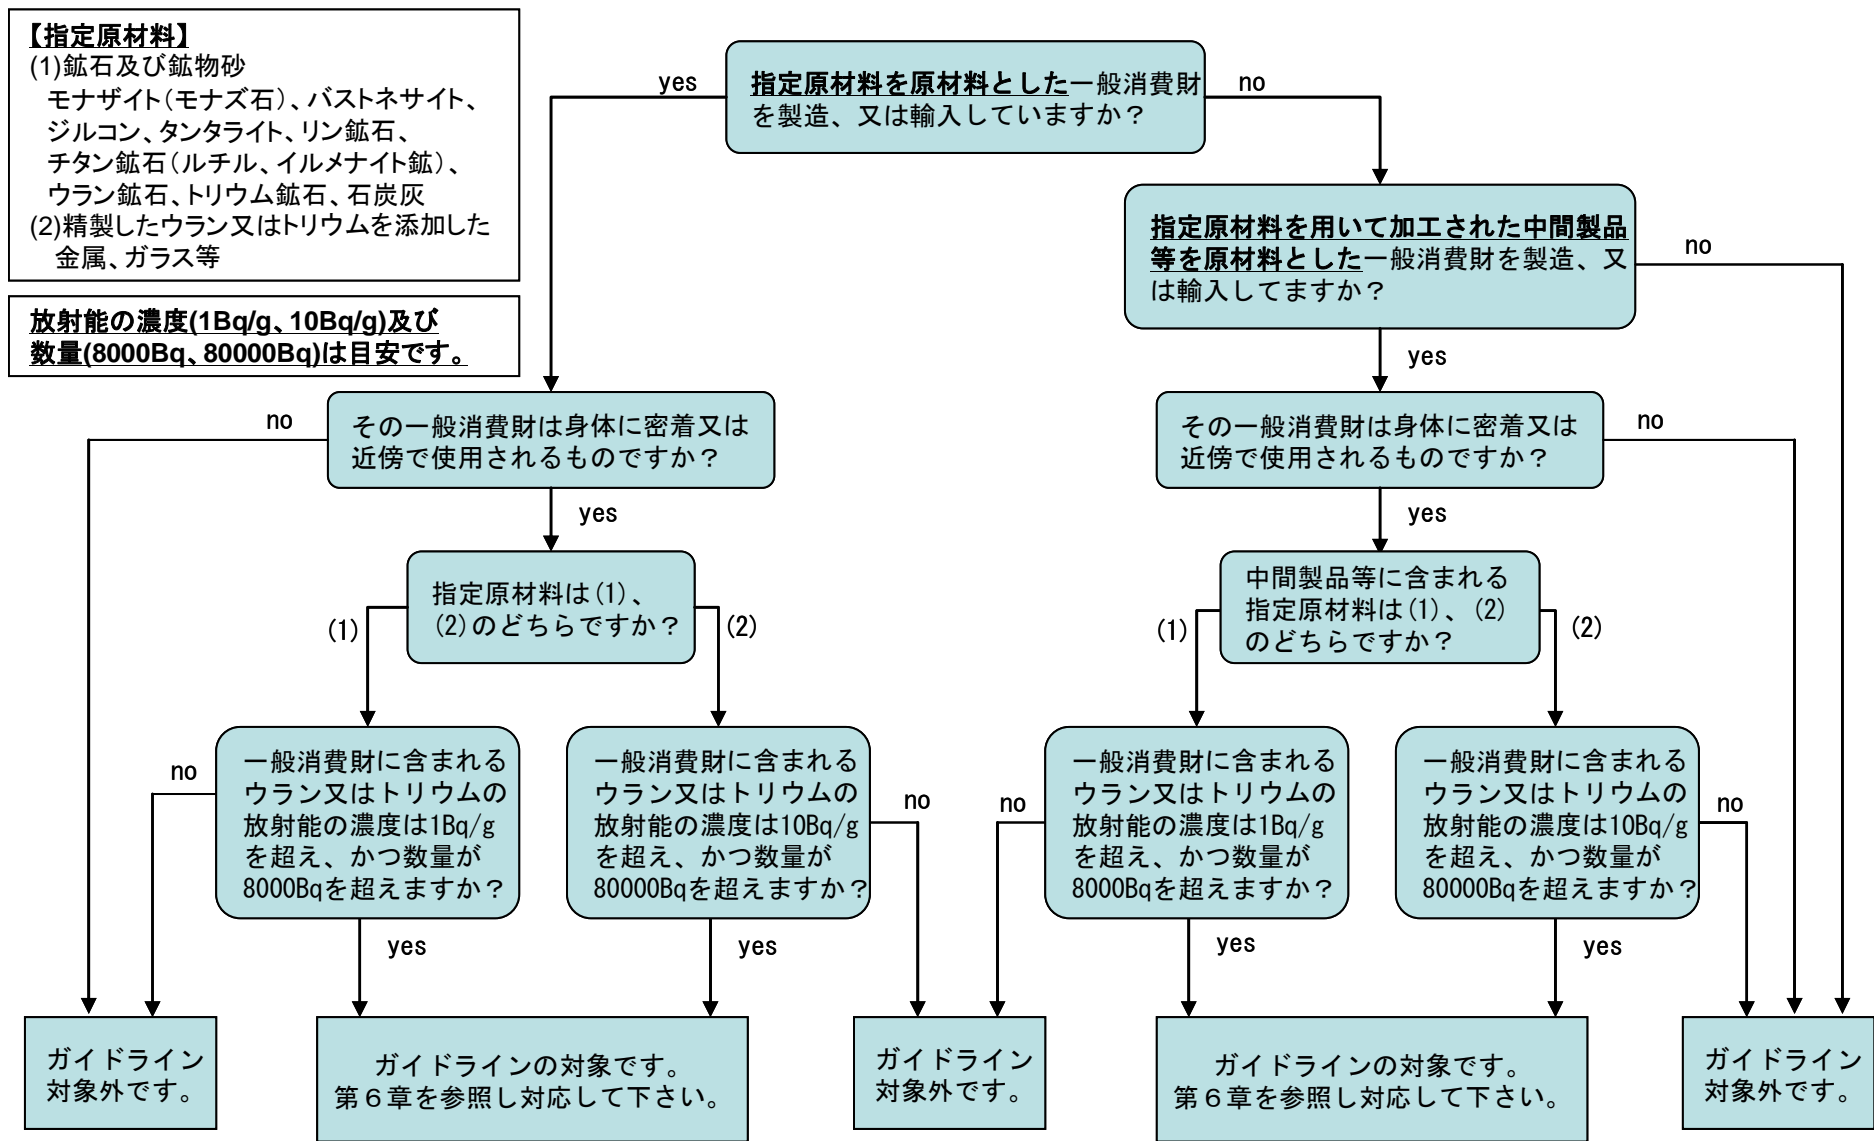 【指定原材料】
(1)鉱石及び鉱物砂
モナザイト(モナズ石)、バストネサイト、
ジルコン、タンタライト、リン鉱石、
チタン鉱石(ルチル、イルメナイト鉱)、
ウラン鉱石、トリウム鉱石、石炭灰
(2)精製したウラン又はトリウムを添加した
金属、ガラス等
放射能の濃度(1Bq/g、10Bq/g)及び
数量(8000Bq、80000Bq)は目安です。
指定原材料を原材料とした一般消費財
を製造、又は輸入していますか？
yes
no
指定原材料を用いて加工された中間製品
等を原材料とした一般消費財を製造、又
は輸入してますか？
no
yes
その一般消費財は身体に密着又は
近傍で使用されるものですか？
no
yes
その一般消費財は身体に密着又は
近傍で使用されるものですか？
no
yes
指定原材料は(1)、
(2)のどちらですか？
(1)
(2)
中間製品等に含まれる
指定原材料は(1)、(2)
のどちらですか？
(1)
(2)
一般消費財に含まれる
ウラン又はトリウムの
放射能の濃度は1Bq/g
を超え、かつ数量が
8000Bqを超えますか？
no
yes
一般消費財に含まれる
ウラン又はトリウムの
放射能の濃度は10Bq/g
を超え、かつ数量が
80000Bqを超えますか？
no
yes
一般消費財に含まれる
ウラン又はトリウムの
放射能の濃度は1Bq/g
を超え、かつ数量が
8000Bqを超えますか？
no
yes
一般消費財に含まれる
ウラン又はトリウムの
放射能の濃度は10Bq/g
を超え、かつ数量が
80000Bqを超えますか？
no
yes
ガイドライン
対象外です。
ガイドラインの対象です。
第６章を参照し対応して下さい。
ガイドライン
対象外です。
ガイドラインの対象です。
第６章を参照し対応して下さい。
ガイドライン
対象外です。